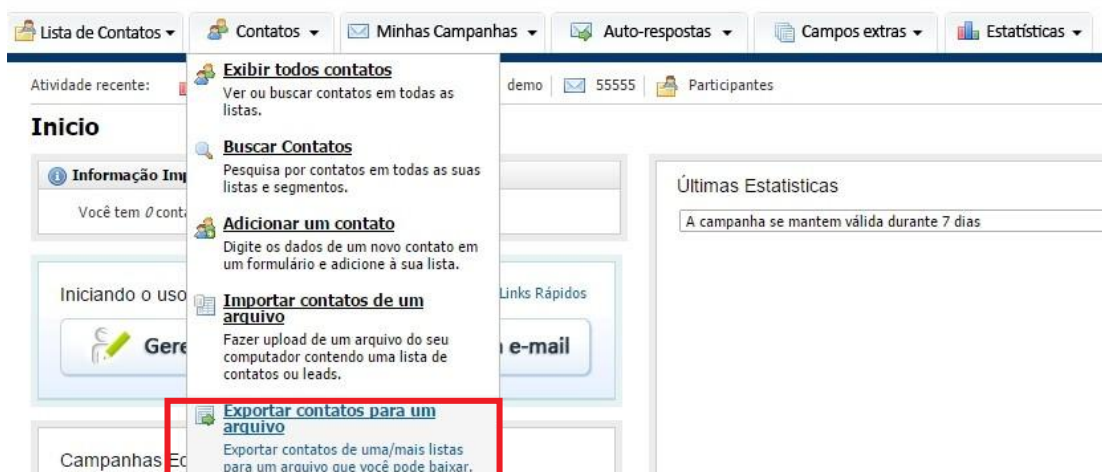 Lista de Contatos
Contatos
Minhas Campanhas
Auto-respostas
Campos extras
Estatísticas
Atividade recente:
demo
55555
Participantes
Inicio
Exibir todos contatos
Ver ou buscar contatos em todas as
listas.
Buscar Contatos
Pesquisa por contatos em todas as suas
listas e segmentos.
Adicionar um contato
Digite os dados de um novo contato em
um formulário e adicione à sua lista.
Importar contatos de um
arquivo
Fazer upload de um arquivo do seu
computador contendo uma lista de
contatos ou leads.
Exportar contatos para um
arquivo
Exportar contatos de uma/mais listas
para um arquivo que você pode baixar.
Informação
Você tem 0
Iniciando o uso
Links Rápidos
e-mail
Campanhas
Últimas Estatisticas
A campanha se mantem válida durante 7 dias